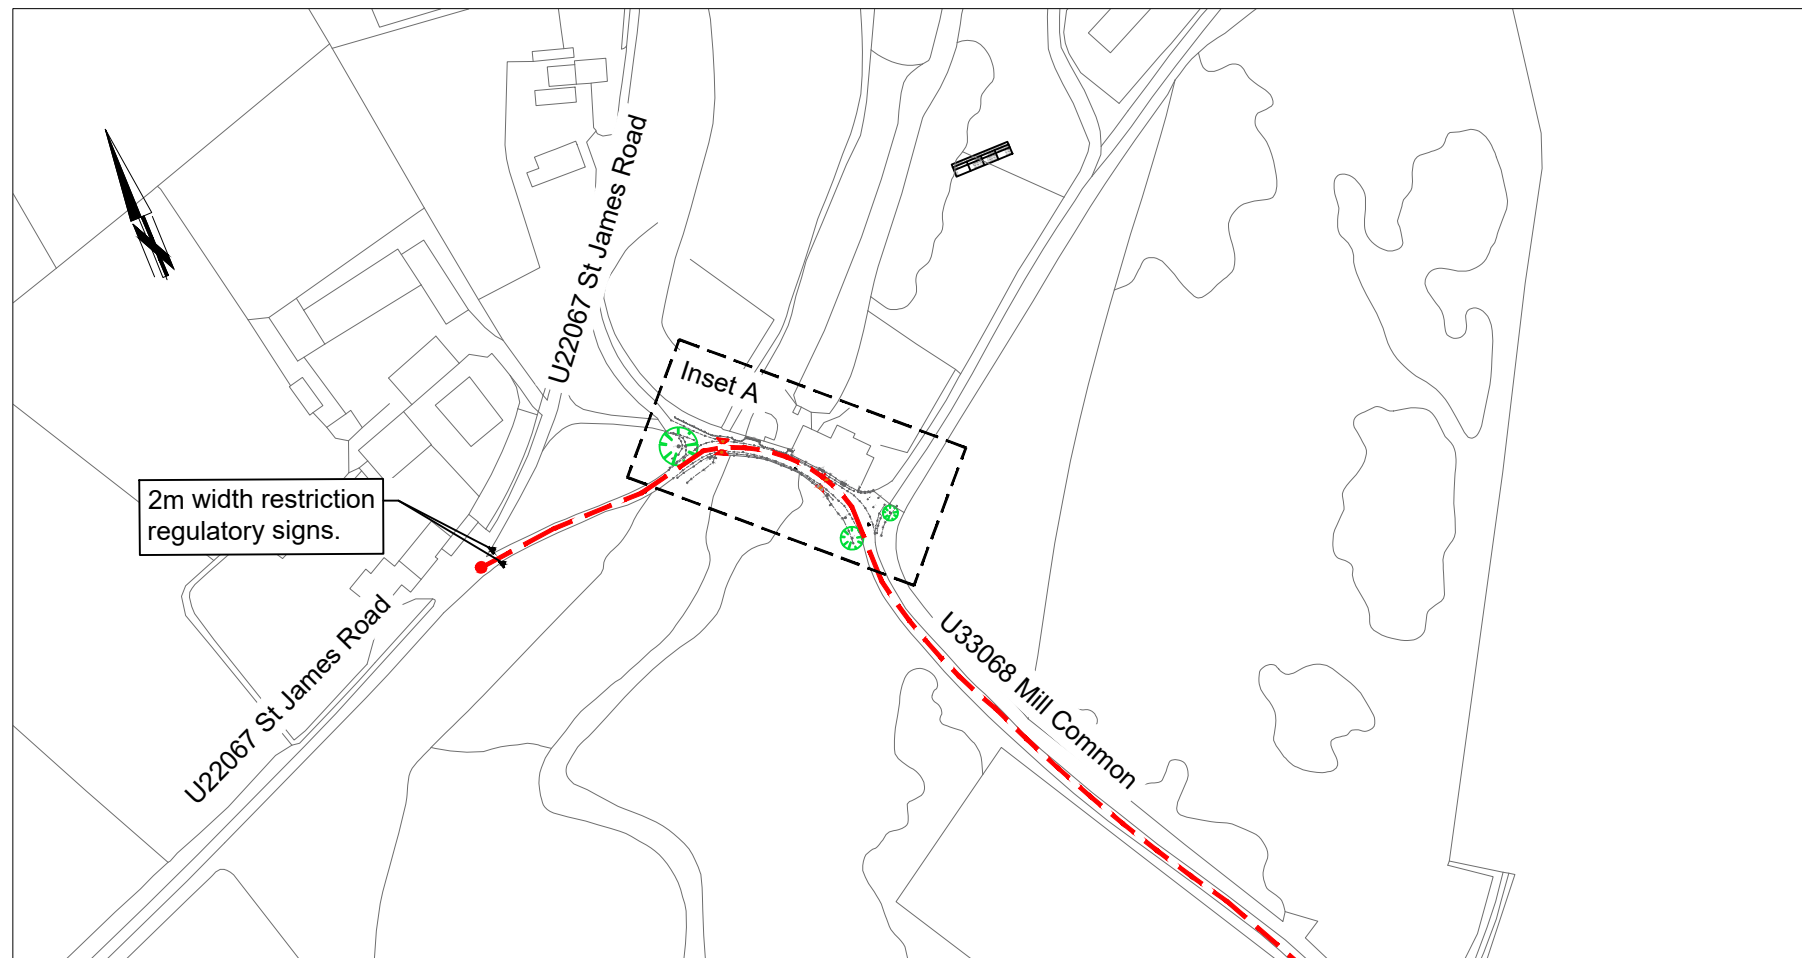 U22067 St James Road
Inset A
2m width restriction
regulatory signs.
U22067 St James Road
U33068 Mill Common